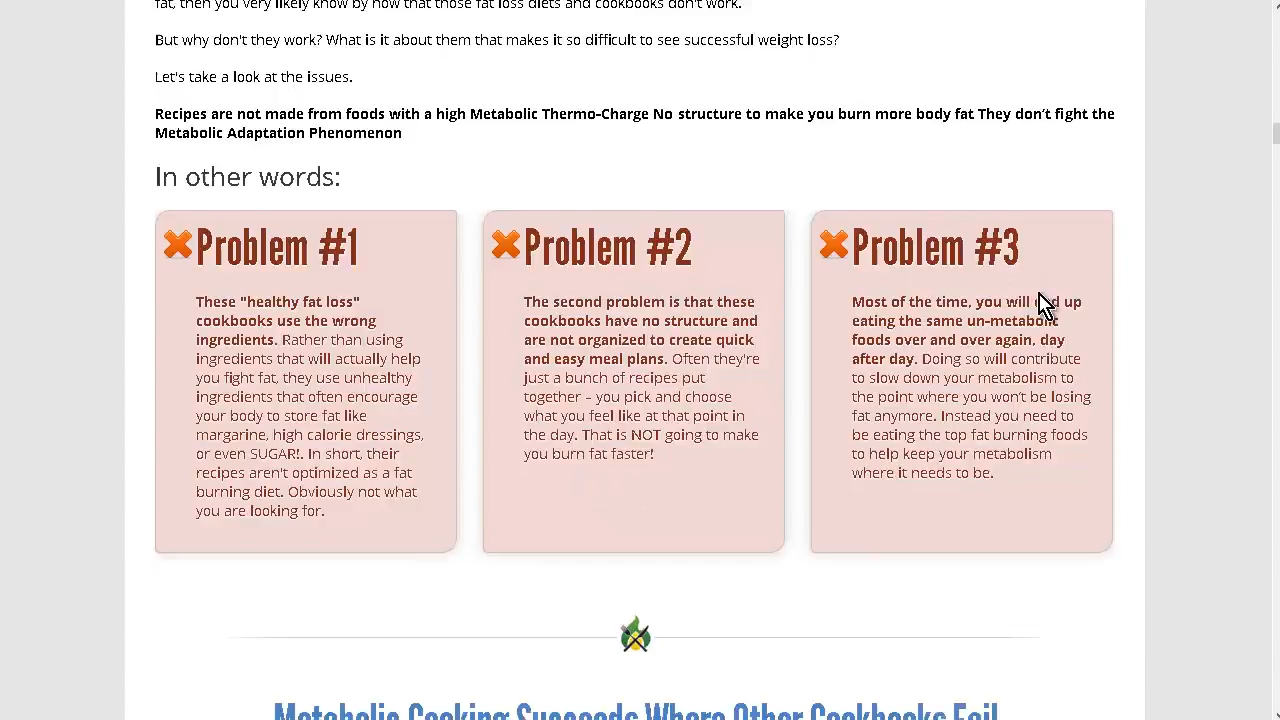 fat, then you very likely know by now that those fat loss diets and cookbooks don't work.
But why don't they work? What is it about them that makes it so difficult to see successful weight loss?
Let's take a look at the issues.
Recipes are not made from foods with a high Metabolic Thermo-Charge No structure to make you burn more body fat They don't fight the
Metabolic Adaptation Phenomenon
In other words:
Problem #1
These "healthy fat loss"
cookbooks use the wrong
ingredients. Rather than using
ingredients that will actually help
you fight fat, they use unhealthy
ingredients that often encourage
your body to store fat like
margarine, high calorie dressings,
or even SUGAR!. In short, their
recipes aren't optimized as a fat
burning diet. Obviously not what
you are looking for.
Problem #2
The second problem is that these
cookbooks have no structure and
are not organized to create quick
and easy meal plans. Often they're
just a bunch of recipes put
together – you pick and choose
what you feel like at that point in
the day. That is NOT going to make
you burn fat faster!
Problem #3
Most of the time, you will end up
eating the same un-metabolic
foods over and over again, day
after day. Doing so will contribute
to slow down your metabolism to
the point where you won't be losing
fat anymore. Instead you need to
be eating the top fat burning foods
to help keep your metabolism
where it needs to be.
Metabolic Cooking Succeeds Where Other Cookbooks Fail